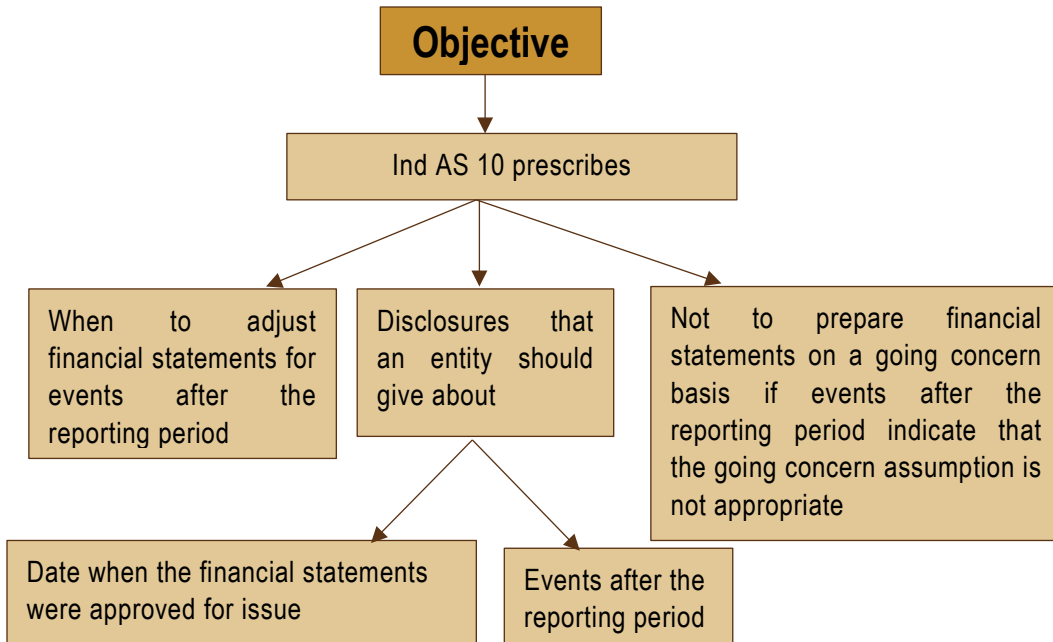 Objective
Ind AS 10 prescribes
When to adjust
financial statements for
events after the
reporting period
Disclosures that
an entity should
give about
Not to prepare financial
statements on a going concern
basis if events after the
reporting period indicate that
the going concern assumption is
not appropriate
Date when the financial statements
were approved for issue
Events after the
reporting period